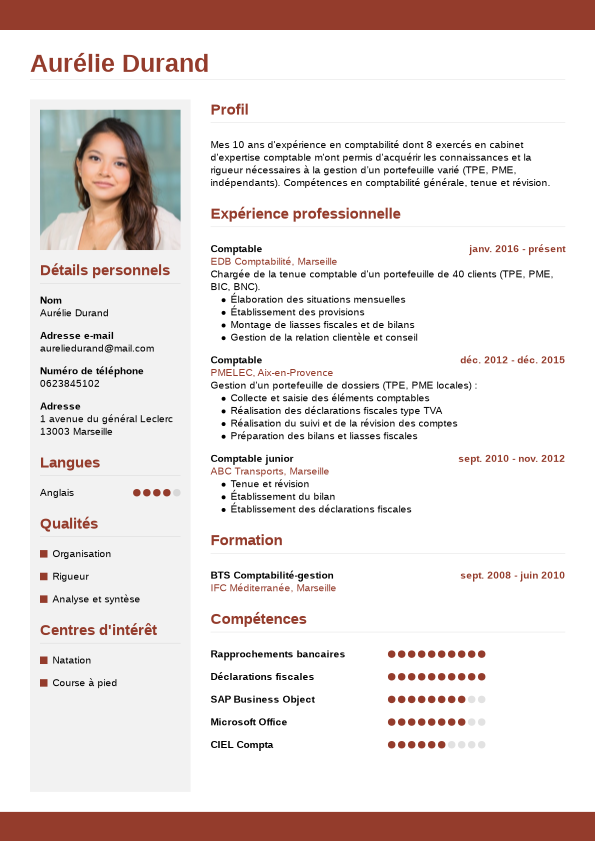 Aurélie Durand
Détails personnels
Nom
Aurélie Durand
Adresse e-mail
aureliedurand@mail.com
Numéro de téléphone
0623845102
Adresse
1 avenue du général Leclerc
13003 Marseille
Langues
Anglais
Qualités
Organisation
Rigueur
Analyse et syntèse
Centres d'intérêt
Natation
Course à pied
Profil
Mes 10 ans d'expérience en comptabilité dont 8 exercés en cabinet
d'expertise comptable m'ont permis d'acquérir les connaissances et la
rigueur nécessaires à la gestion d'un portefeuille varié (TPE, PME,
indépendants). Compétences en comptabilité générale, tenue et révision.
Expérience professionnelle
Comptable janv. 2016 - présent
EDB Comptabilité, Marseille
Chargée de la tenue comptable d'un portefeuille de 40 clients (TPE, PME,
BIC, BNC).
● Élaboration des situations mensuelles
● Établissement des provisions
● Montage de liasses fiscales et de bilans
● Gestion de la relation clientèle et conseil
Comptable déc. 2012 - déc. 2015
PMELEC, Aix-en-Provence
Gestion d'un portefeuille de dossiers (TPE, PME locales) :
● Collecte et saisie des éléments comptables
● Réalisation des déclarations fiscales type TVA
● Réalisation du suivi et de la révision des comptes
● Préparation des bilans et liasses fiscales
Comptable junior sept. 2010 - nov. 2012
ABC Transports, Marseille
● Tenue et révision
● Établissement du bilan
● Établissement des déclarations fiscales
Formation
BTS Comptabilité-gestion sept. 2008 - juin 2010
IFC Méditerranée, Marseille
Compétences
Rapprochements bancaires
Déclarations fiscales
SAP Business Object
Microsoft Office
CIEL Compta